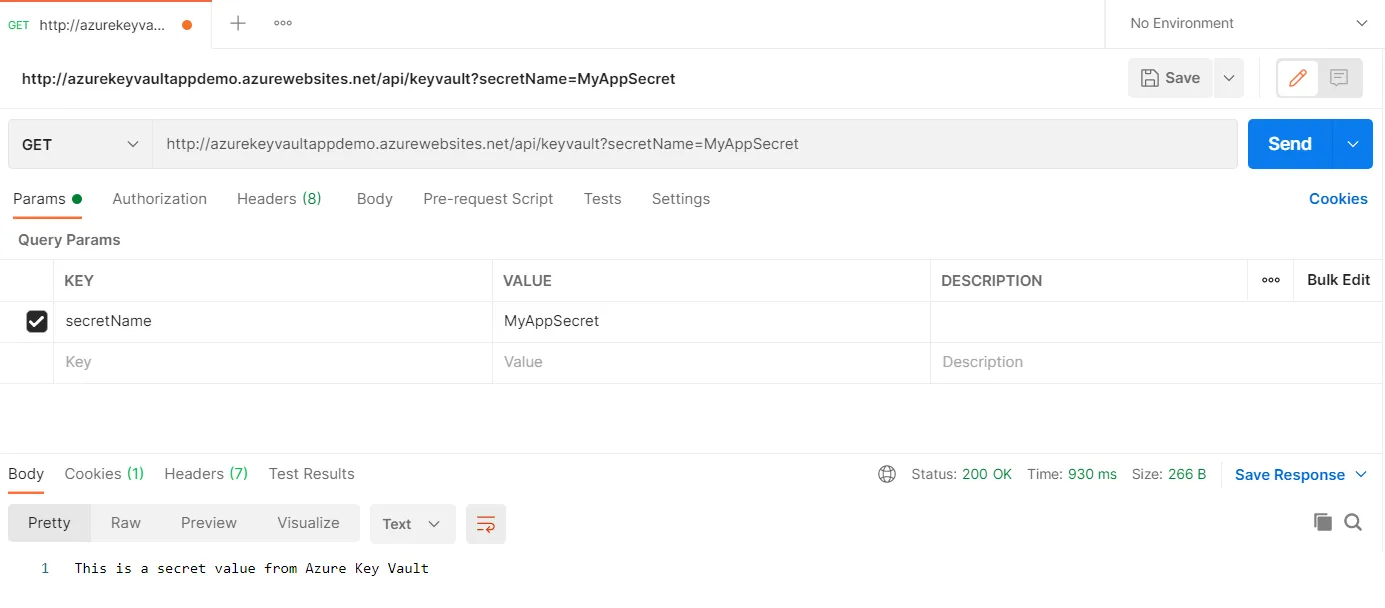 GET http://azurekeyva... No Environment
http://azurekeyvaultappdemo.azurewebsites.net/api/keyvault?secretName=MyAppSecret Save
GET http://azurekeyvaultappdemo.azurewebsites.net/api/keyvault?secretName=MyAppSecret Send
Params Authorization Headers (8) Body Pre-request Script Tests Settings Cookies
Query Params
KEY VALUE DESCRIPTION Bulk Edit
secretName MyAppSecret
Key Value Description
Body Cookies (1) Headers (7) Test Results Status: 200 OK Time: 930 ms Size: 266 B Save Response
Pretty Raw Preview Visualize Text
1 This is a secret value from Azure Key Vault